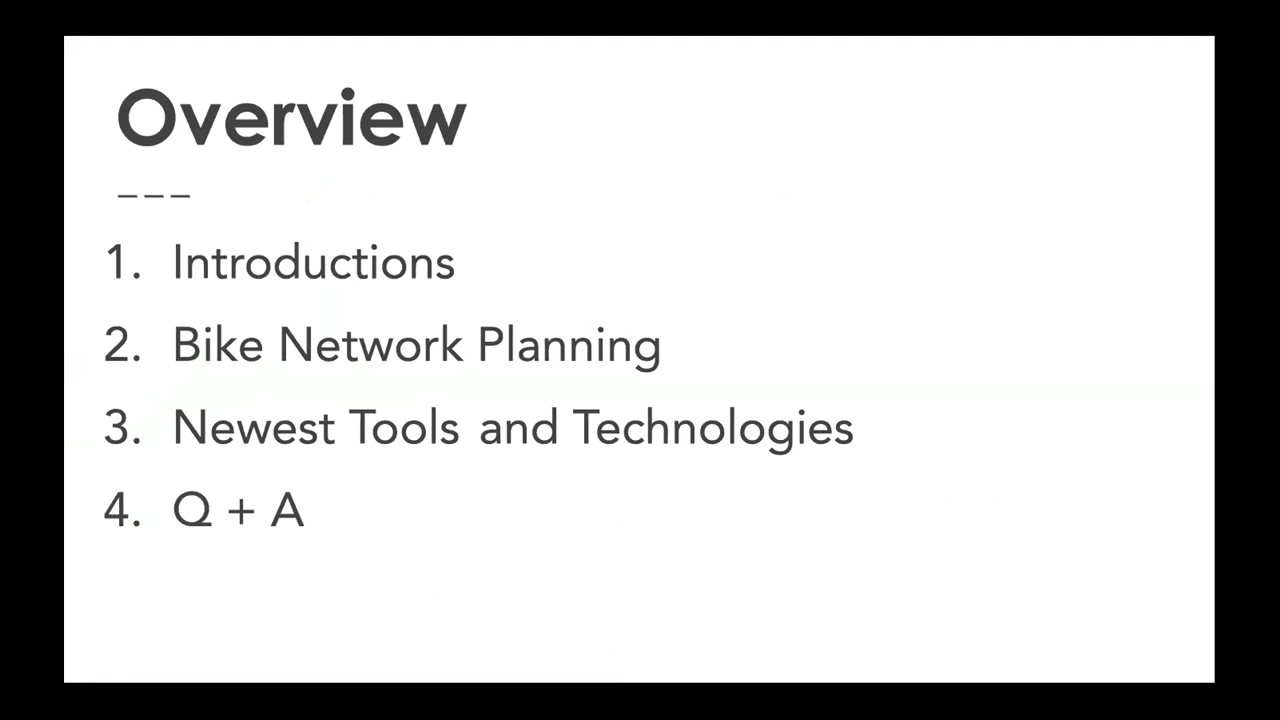 Overview
———
1. Introductions
2. Bike Network Planning
3. Newest Tools and Technologies
4. Q + A